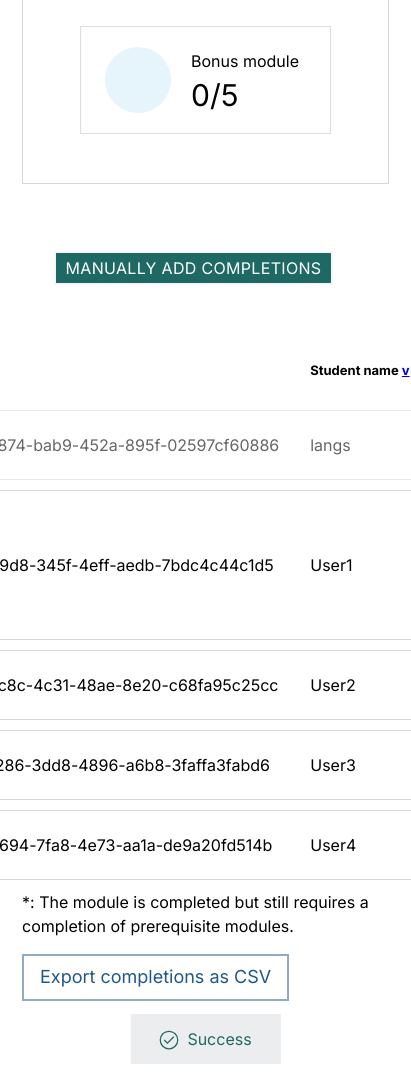 Bonus module
0/5
MANUALLY ADD COMPLETIONS
Student name v
874-bab9-452a-895f-02597cf60886 langs
9d8-345f-4eff-aedb-7bdc4c44c1d5 User1
c8c-4c31-48ae-8e20-c68fa95c25cc User2
286-3dd8-4896-a6b8-3faffa3fabd6 User3
694-7fa8-4e73-aa1a-de9a20fd514b User4
*: The module is completed but still requires a
completion of prerequisite modules.
Export completions as CSV
Success